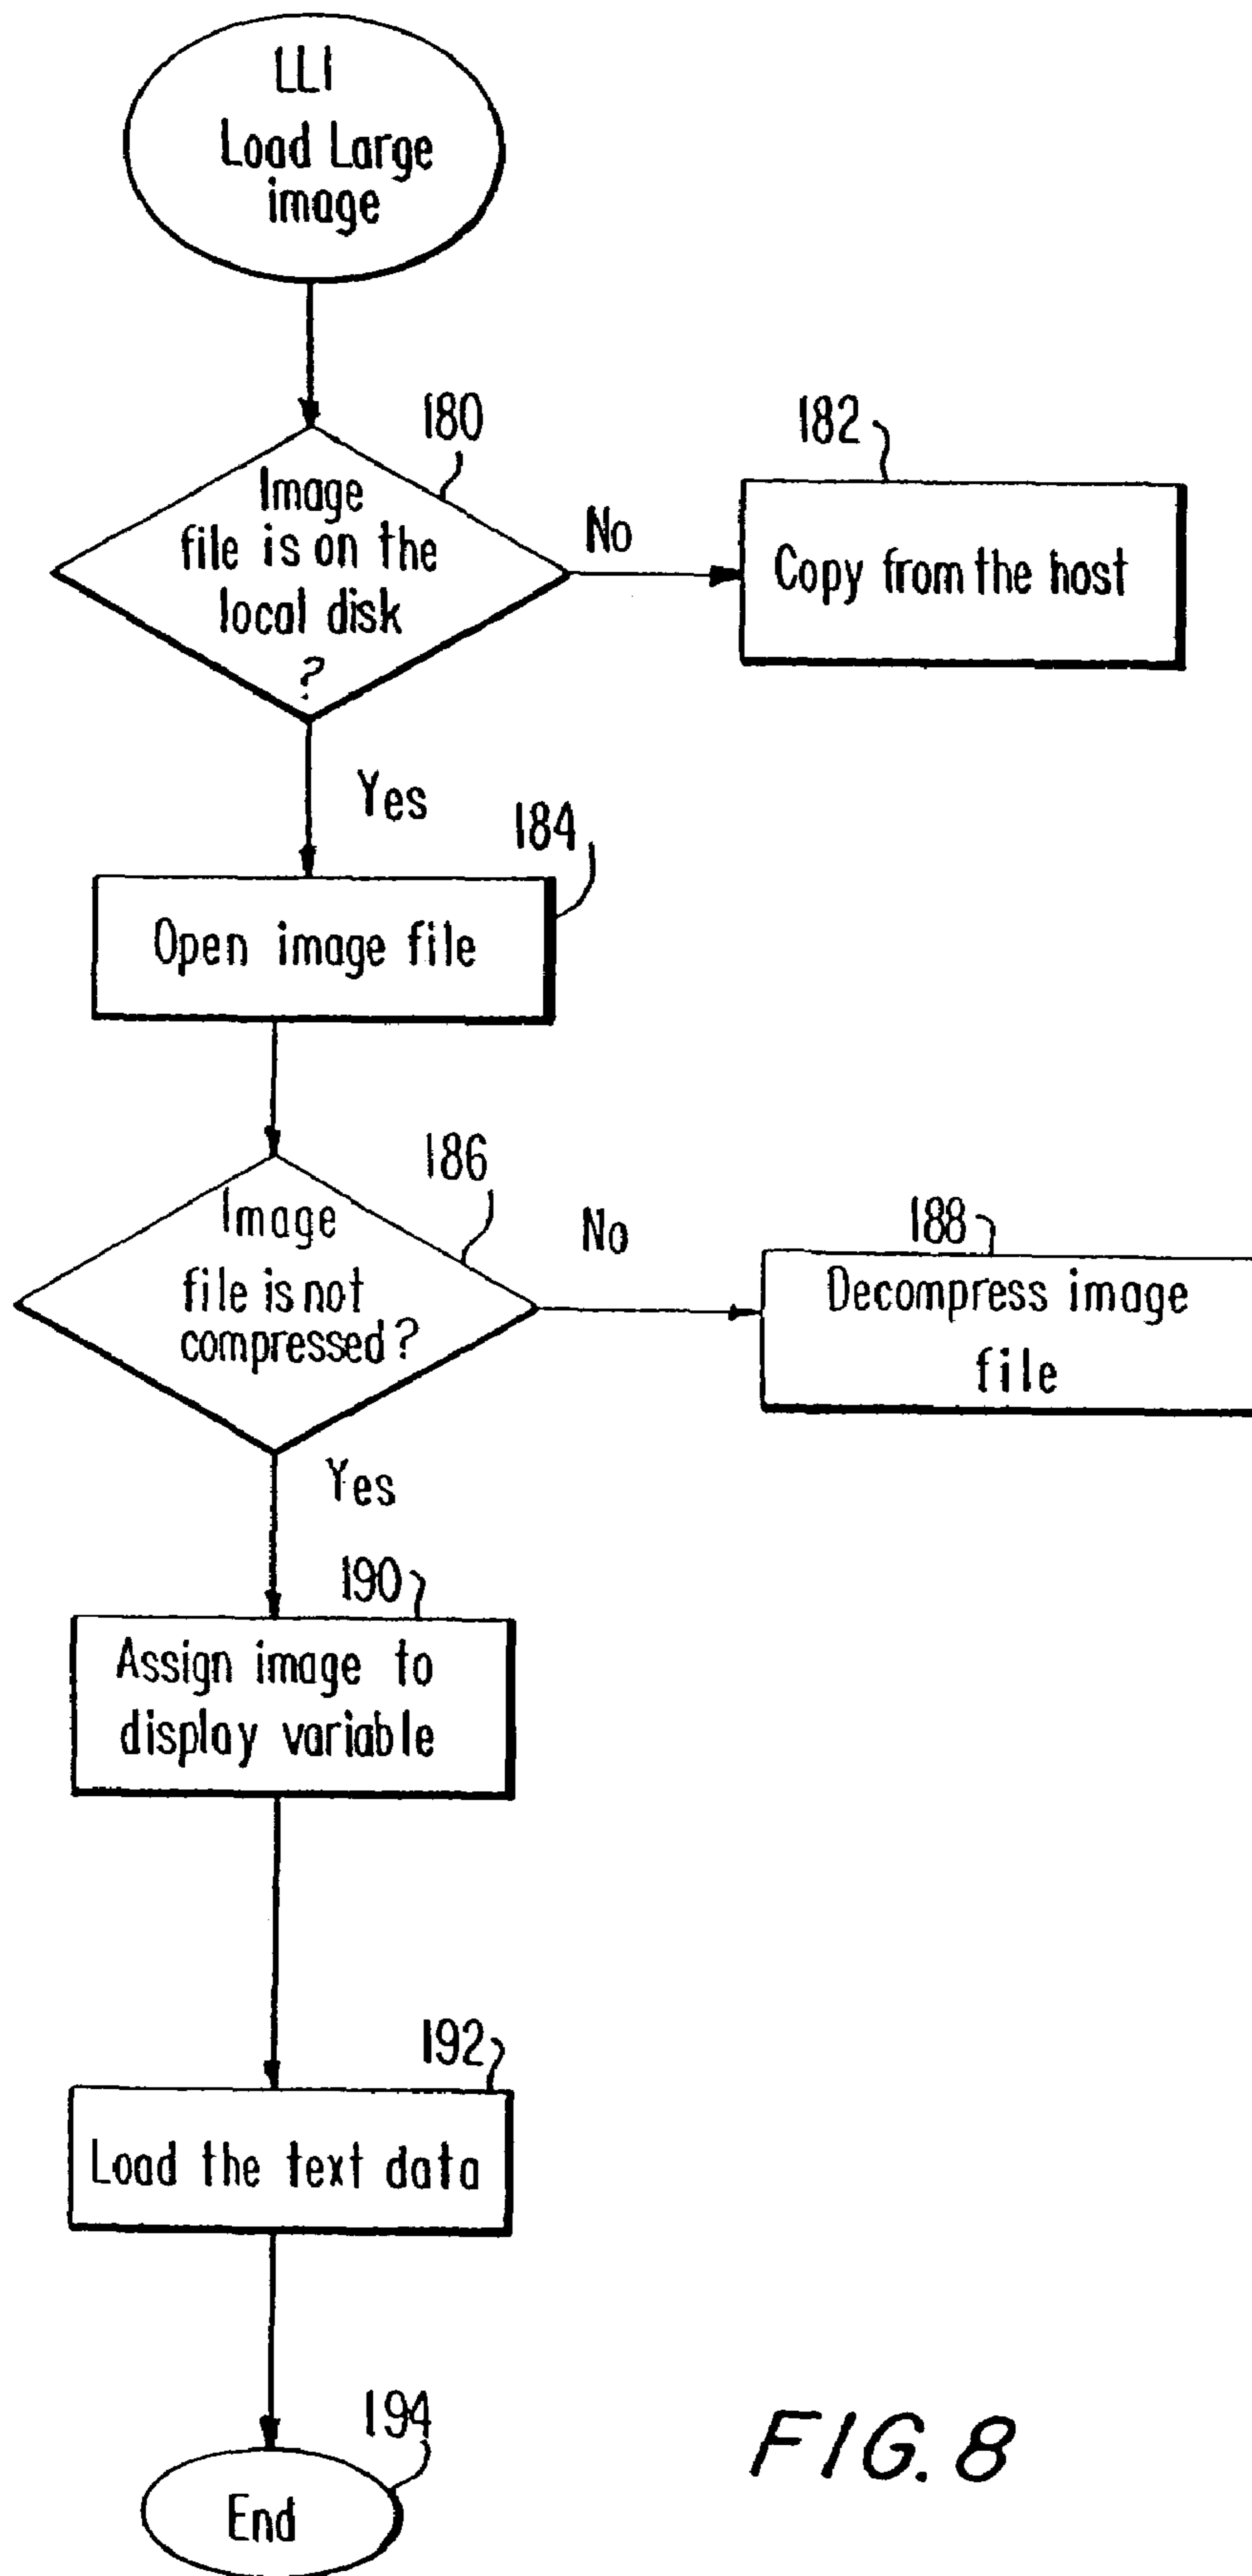 LLI
Load Large
image
180
Image
file is on the
local disk
?
No
182
Copy from the host
Yes
184
Open image file
186
Image
file is not
compressed?
No
188
Decompress image
file
Yes
190
Assign image to
display variable
192
Load the text data
194
End
FIG. 8